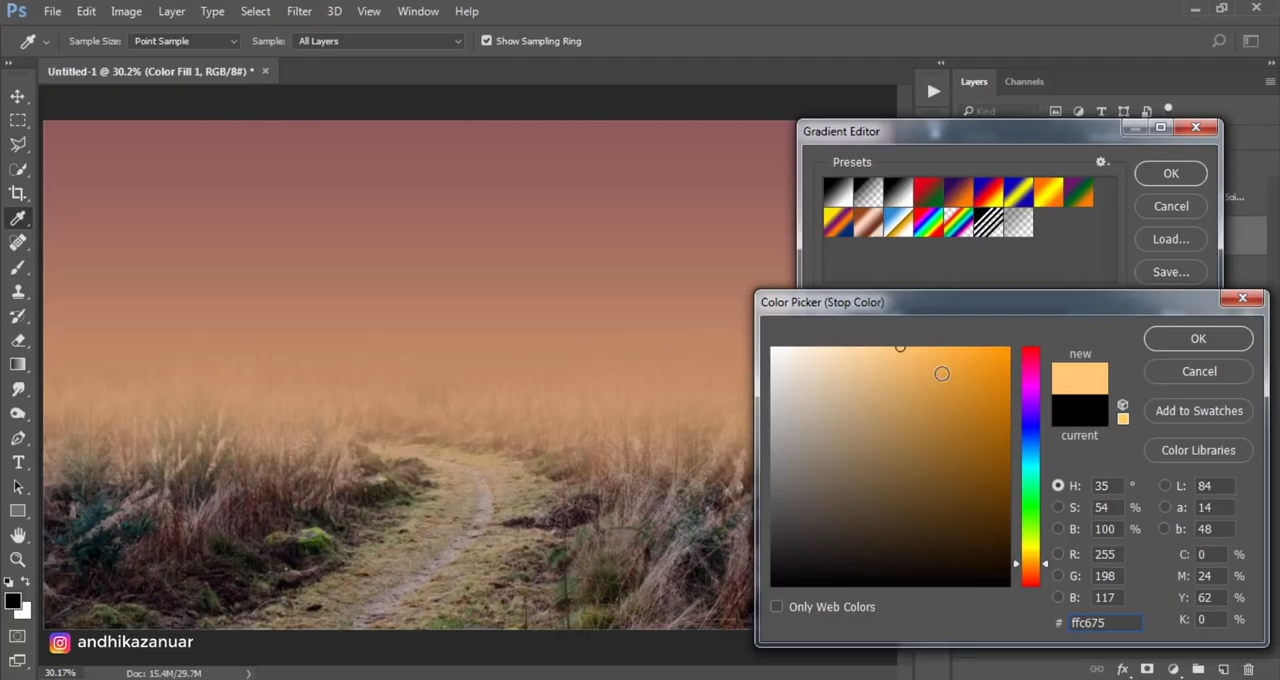 Ps File Edit Image Layer Type Select Filter 3D View Window Help
Sample Size: Point Sample Sample: All Layers Show Sampling Ring
Untitled-1 @ 30.2% (Color Fill 1, RGB/8#) * ×
Layers Channels
Kind
Gradient Editor
Presets
OK
Cancel
Load...
Save...
Soi...
Color Picker (Stop Color)
new
current
OK
Cancel
Add to Swatches
Color Libraries
H: 35 ° L: 84
S: 54 % a: 14
B: 100 % b: 48
R: 255 C: 0 %
G: 198 M: 24 %
B: 117 Y: 62 %
# ffc675 K: 0 %
Only Web Colors
andhikazanuar
30.17% Doc: 15.4M/29.7M